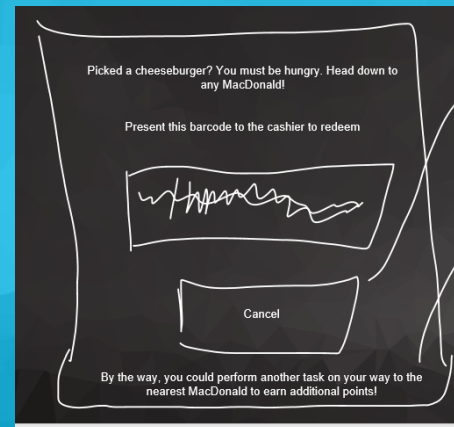 Picked a cheeseburger? You must be hungry. Head down to
any MacDonald!
Present this barcode to the cashier to redeem
Cancel
By the way, you could perform another task on your way to the
nearest MacDonald to earn additional points!